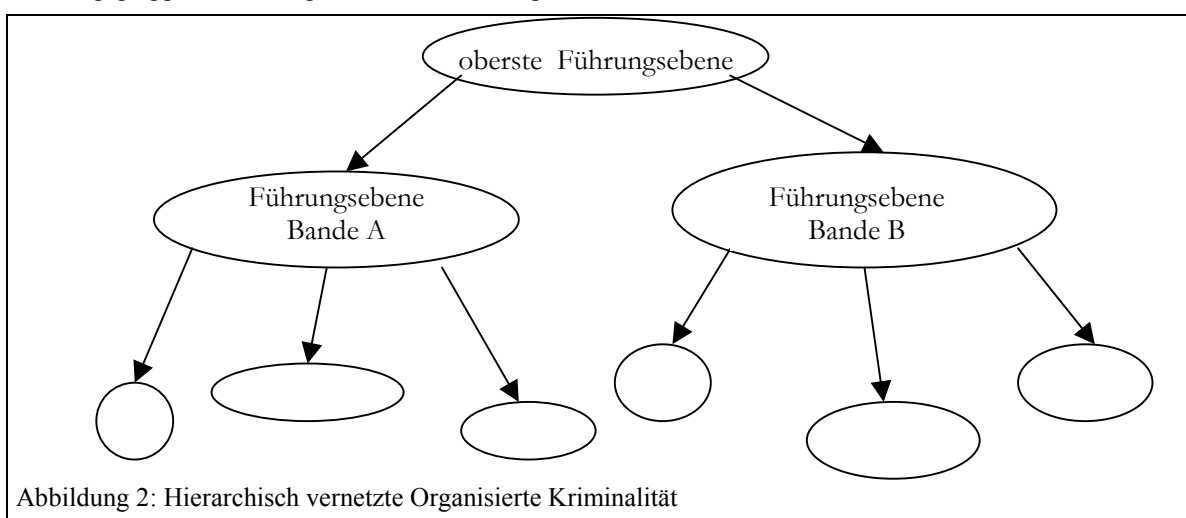 oberste Führungsebene
Führungsebene
Bande A
Führungsebene
Bande B
Abbildung 2: Hierarchisch vernetzte Organisierte Kriminalität